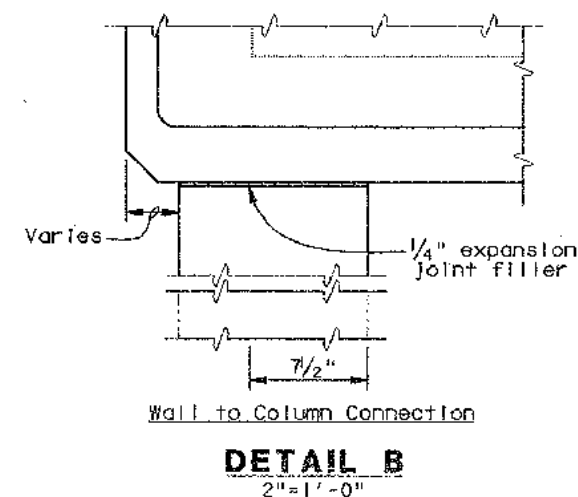 Varies
1/4" expansion
joint filler
7 1/2"
Wall to Column Connection
DETAIL B
2"=1'-0"